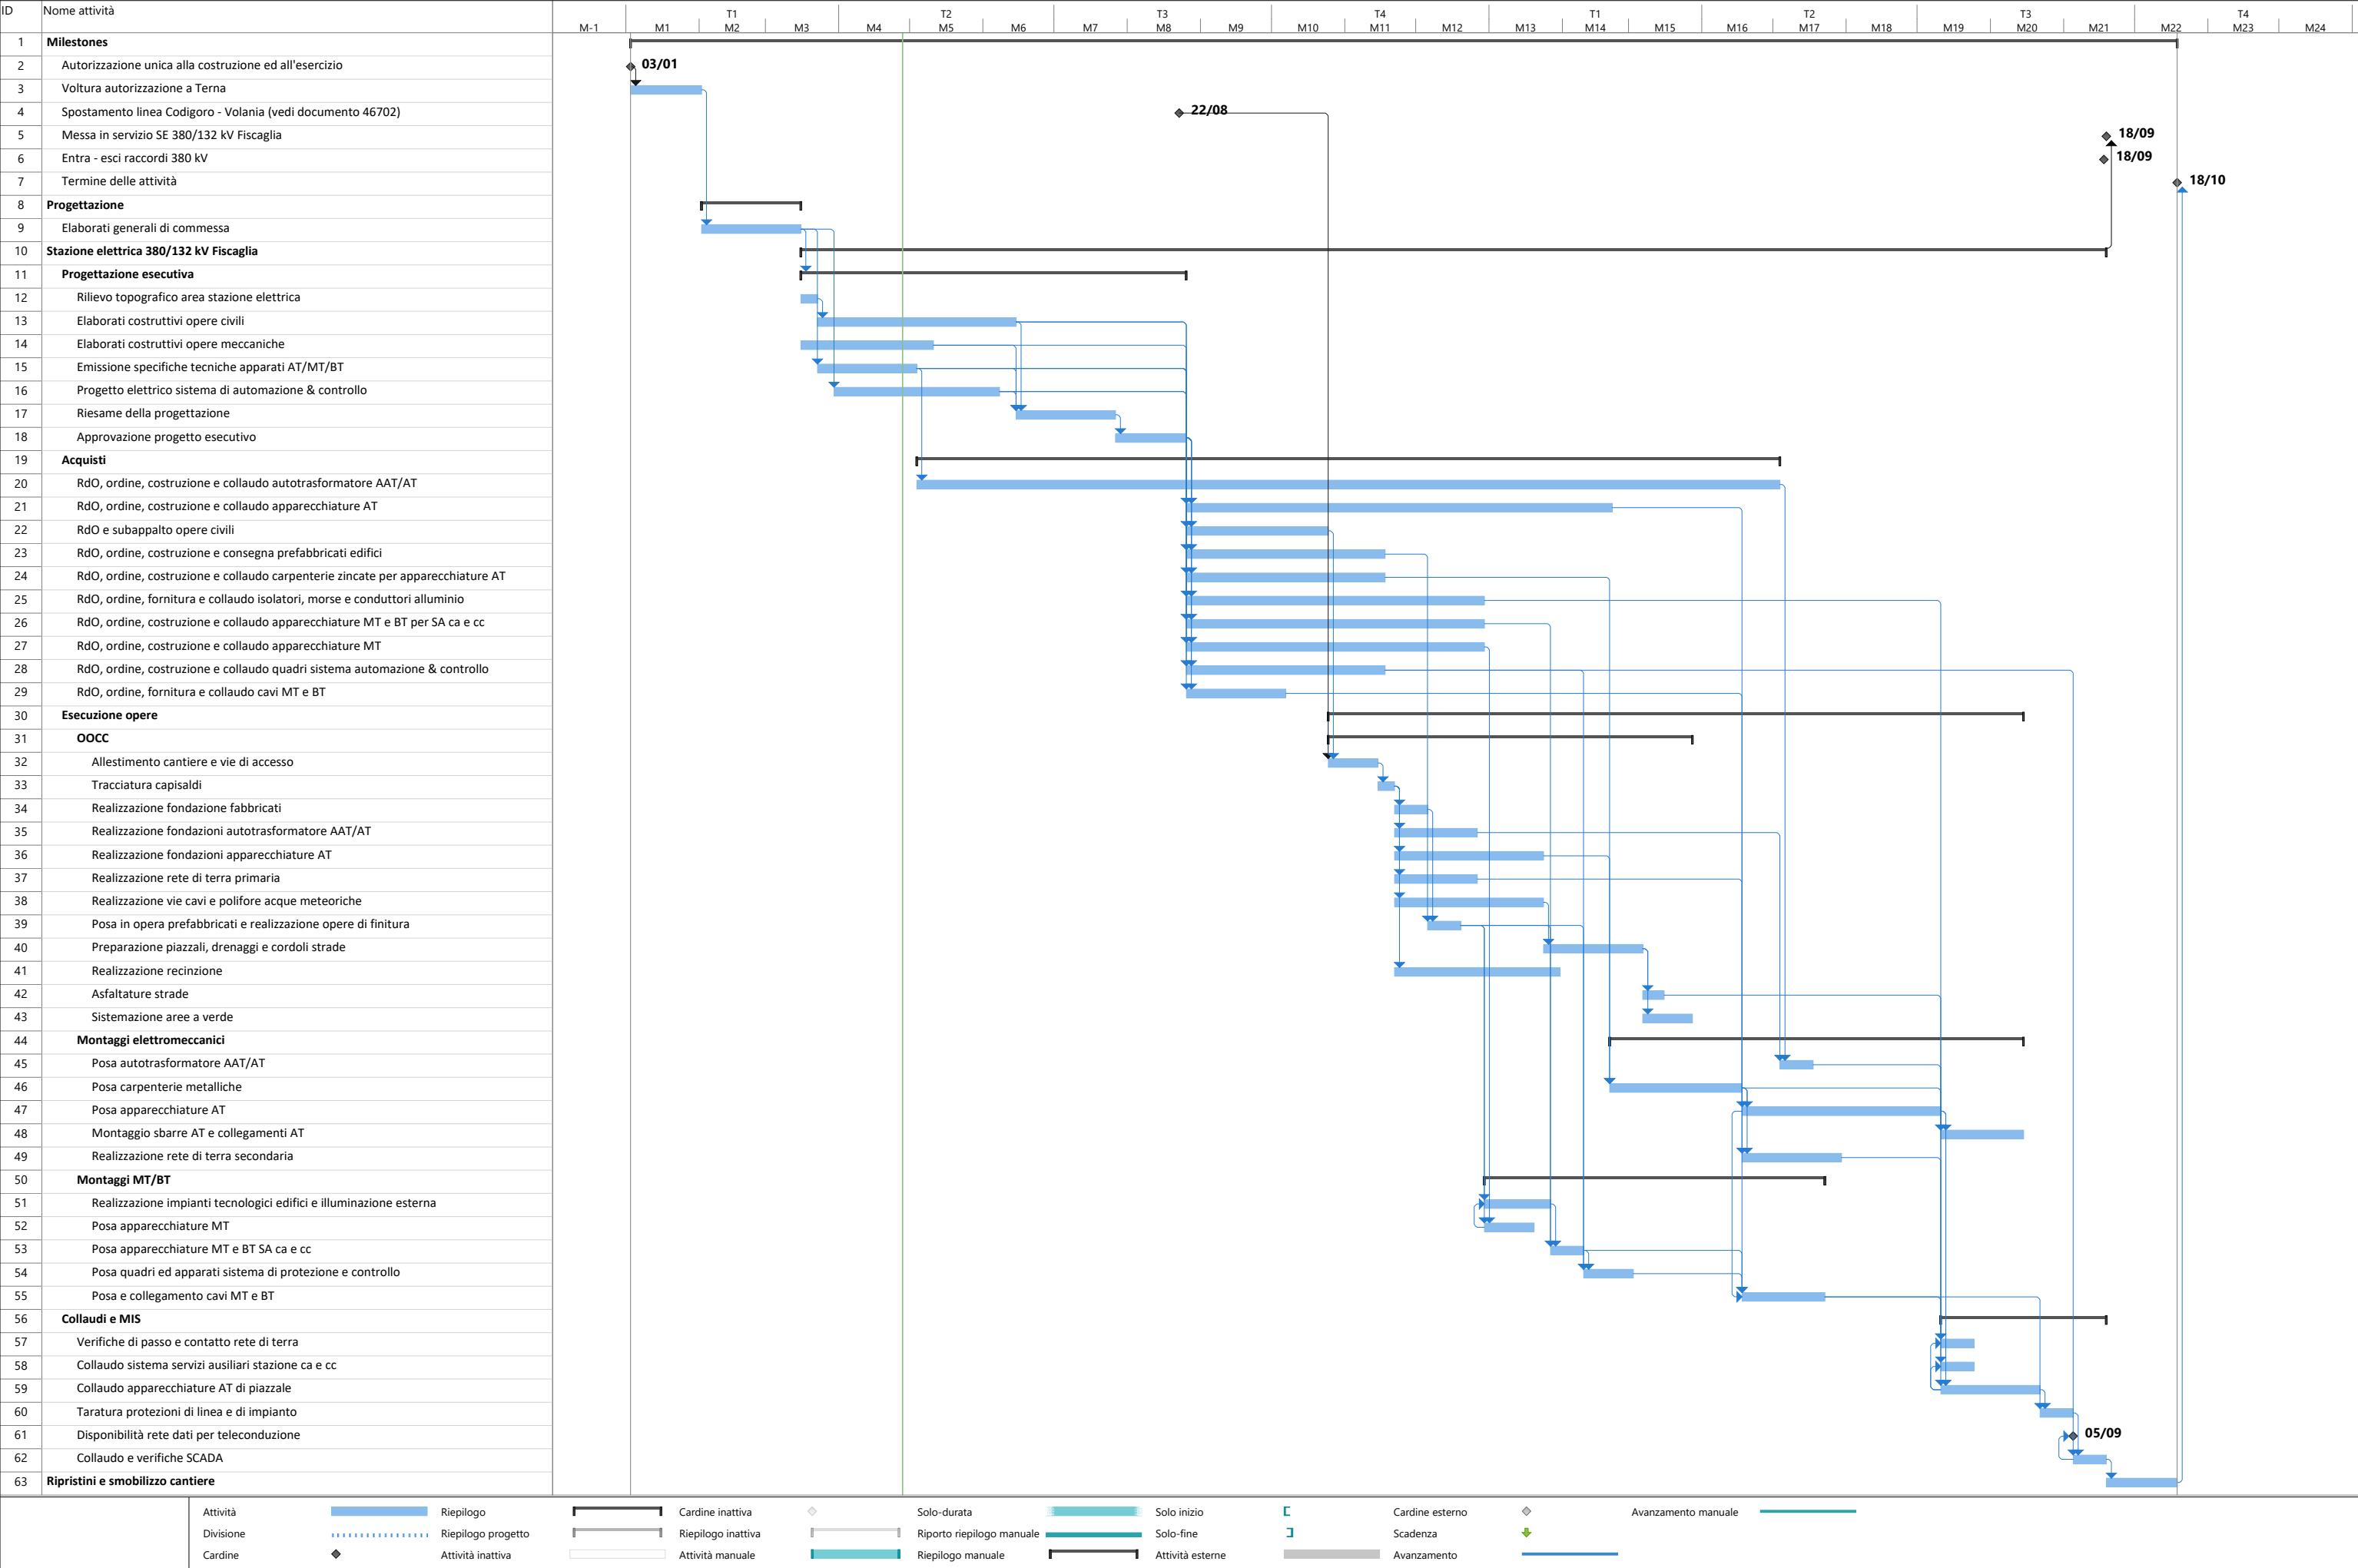 ID Nome attività
T1 T2 T3 T4 T1 T2 T3 T4
M-1 M1 M2 M3 M4 M5 M6 M7 M8 M9 M10 M11 M12 M13 M14 M15 M16 M17 M18 M19 M20 M21 M22 M23 M24
1 Milestones
2 Autorizzazione unica alla costruzione ed all'esercizio 03/01
3 Voltura autorizzazione a Terna
4 Spostamento linea Codigoro - Volania (vedi documento 46702) 22/08
5 Messa in servizio SE 380/132 kV Fiscaglia 18/09
6 Entra - esci raccordi 380 kV 18/09
7 Termine delle attività 18/10
8 Progettazione
9 Elaborati generali di commessa
10 Stazione elettrica 380/132 kV Fiscaglia
11 Progettazione esecutiva
12 Rilievo topografico area stazione elettrica
13 Elaborati costruttivi opere civili
14 Elaborati costruttivi opere meccaniche
15 Emissione specifiche tecniche apparati AT/MT/BT
16 Progetto elettrico sistema di automazione & controllo
17 Riesame della progettazione
18 Approvazione progetto esecutivo
19 Acquisti
20 RdO, ordine, costruzione e collaudo autotrasformatore AAT/AT
21 RdO, ordine, costruzione e collaudo apparecchiature AT
22 RdO e subappalto opere civili
23 RdO, ordine, costruzione e consegna prefabbricati edifici
24 RdO, ordine, costruzione e collaudo carpenterie zincate per apparecchiature AT
25 RdO, ordine, fornitura e collaudo isolatori, morse e conduttori alluminio
26 RdO, ordine, costruzione e collaudo apparecchiature MT e BT per SA ca e cc
27 RdO, ordine, costruzione e collaudo apparecchiature MT
28 RdO, ordine, costruzione e collaudo quadri sistema automazione & controllo
29 RdO, ordine, fornitura e collaudo cavi MT e BT
30 Esecuzione opere
31 OOCC
32 Allestimento cantiere e vie di accesso
33 Tracciatura capisaldi
34 Realizzazione fondazione fabbricati
35 Realizzazione fondazioni autotrasformatore AAT/AT
36 Realizzazione fondazioni apparecchiature AT
37 Realizzazione rete di terra primaria
38 Realizzazione vie cavi e polifore acque meteoriche
39 Posa in opera prefabbricati e realizzazione opere di finitura
40 Preparazione piazzali, drenaggi e cordoli strade
41 Realizzazione recinzione
42 Asfaltature strade
43 Sistemazione aree a verde
44 Montaggi elettromeccanici
45 Posa autotrasformatore AAT/AT
46 Posa carpenterie metalliche
47 Posa apparecchiature AT
48 Montaggio sbarre AT e collegamenti AT
49 Realizzazione rete di terra secondaria
50 Montaggi MT/BT
51 Realizzazione impianti tecnologici edifici e illuminazione esterna
52 Posa apparecchiature MT
53 Posa apparecchiature MT e BT SA ca e cc
54 Posa quadri ed apparati sistema di protezione e controllo
55 Posa e collegamento cavi MT e BT
56 Collaudi e MIS
57 Verifiche di passo e contatto rete di terra
58 Collaudo sistema servizi ausiliari stazione ca e cc
59 Collaudo apparecchiature AT di piazzale
60 Taratura protezioni di linea e di impianto
61 Disponibilità rete dati per teleconduzione 05/09
62 Collaudo e verifiche SCADA
63 Ripristini e smobilizzo cantiere
Attività Riepilogo Cardine inattiva Solo-durata Solo inizio Cardine esterno Avanzamento manuale
Divisione Riepilogo progetto Riepilogo inattiva Riporto riepilogo manuale Solo-fine Scadenza
Cardine Attività inattiva Attività manuale Riepilogo manuale Attività esterne Avanzamento